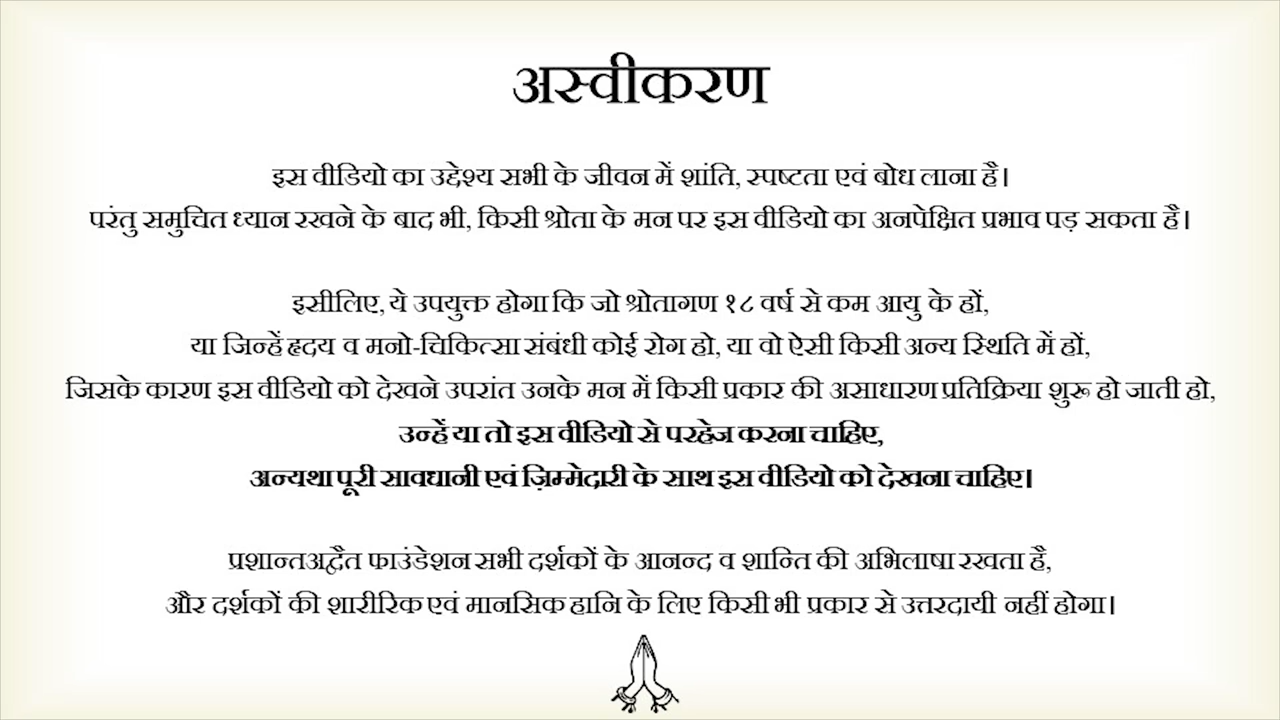 अस्वीकरण
इस वीडियो का उद्देश्य सभी के जीवन में शांति, स्पष्टता एवं बोध लाना है।
परंतु समुचित ध्यान रखने के बाद भी, किसी श्रोता के मन पर इस वीडियो का अनपेक्षित प्रभाव पड़ सकता है।
इसीलिए, ये उपयुक्त होगा कि जो श्रोतागण १८ वर्ष से कम आयु के हों,
या जिन्हें हृदय व मनो-चिकित्सा संबंधी कोई रोग हो, या वो ऐसी किसी अन्य स्थिति में हों,
जिसके कारण इस वीडियो को देखने उपरांत उनके मन में किसी प्रकार की असाधारण प्रतिक्रिया शुरू हो जाती हो,
उन्हें या तो इस वीडियो से परहेज करना चाहिए,
अन्यथा पूरी सावधानी एवं ज़िम्मेदारी के साथ इस वीडियो को देखना चाहिए।
प्रशान्तअद्वैत फाउंडेशन सभी दर्शकों के आनन्द व शान्ति की अभिलाषा रखता है,
और दर्शकों की शारीरिक एवं मानसिक हानि के लिए किसी भी प्रकार से उत्तरदायी नहीं होगा।